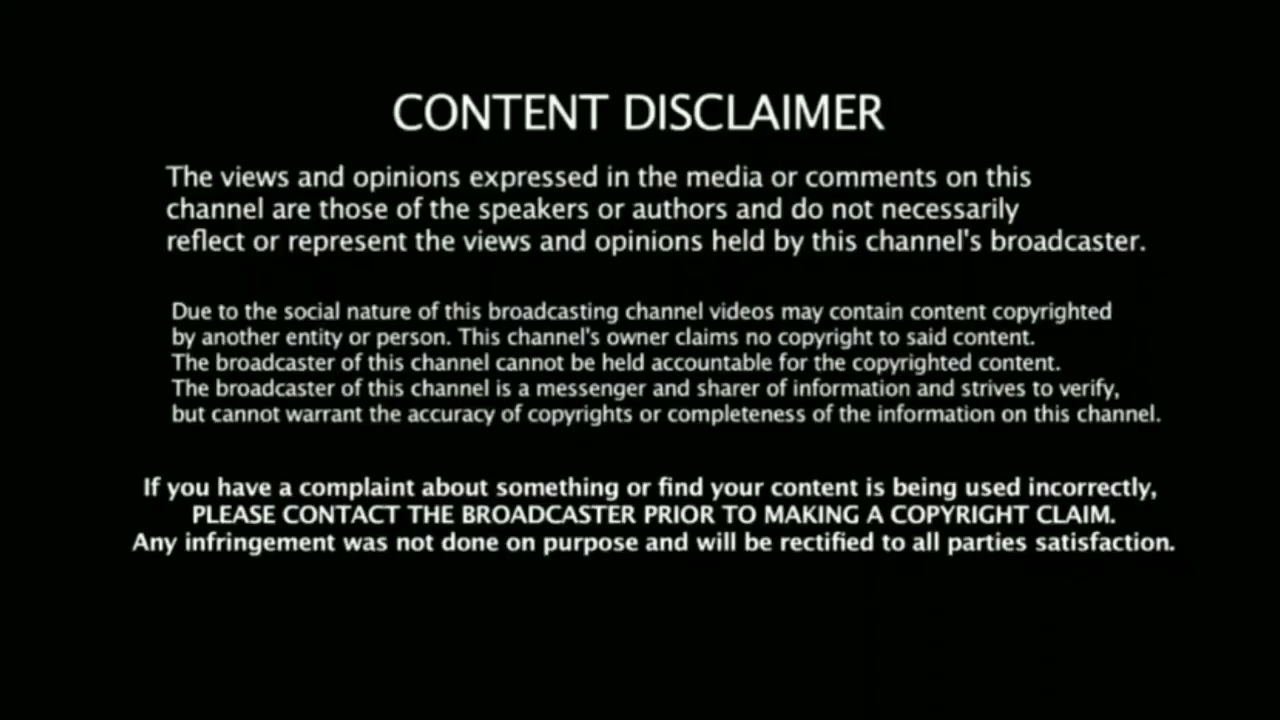 CONTENT DISCLAIMER
The views and opinions expressed in the media or comments on this
channel are those of the speakers or authors and do not necessarily
reflect or represent the views and opinions held by this channel's broadcaster.
Due to the social nature of this broadcasting channel videos may contain content copyrighted
by another entity or person. This channel's owner claims no copyright to said content.
The broadcaster of this channel cannot be held accountable for the copyrighted content.
The broadcaster of this channel is a messenger and sharer of information and strives to verify,
but cannot warrant the accuracy of copyrights or completeness of the information on this channel.
If you have a complaint about something or find your content is being used incorrectly,
PLEASE CONTACT THE BROADCASTER PRIOR TO MAKING A COPYRIGHT CLAIM.
Any infringement was not done on purpose and will be rectified to all parties satisfaction.